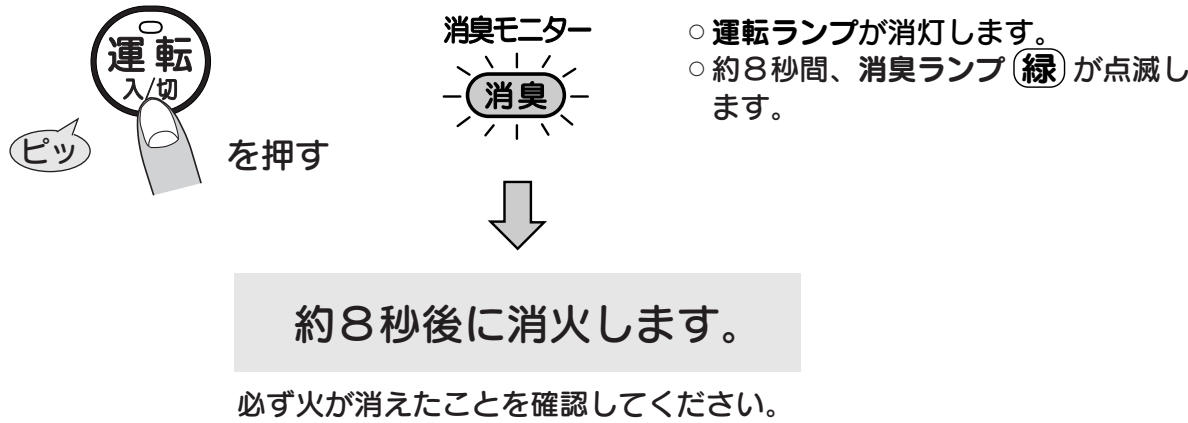 運転
入/切
ピッ
を押す
消臭モニター
消臭
○運転ランプが消灯します。
○約8秒間、消臭ランプ(緑)が点滅し
ます。
約8秒後に消火します。
必ず火が消えたことを確認してください。